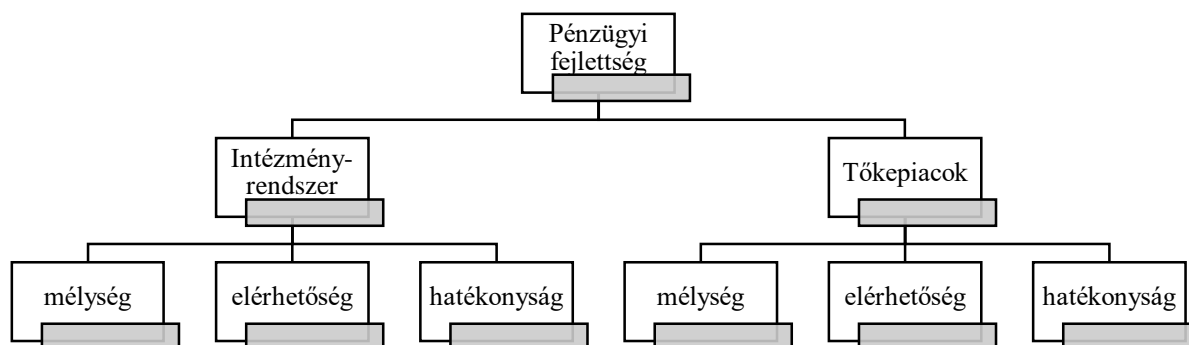 Pénzügyi
fejlettség
Intézmény-
rendszer
Tőkepiacok
mélység
elérhetőség
hatékonyság
mélység
elérhetőség
hatékonyság